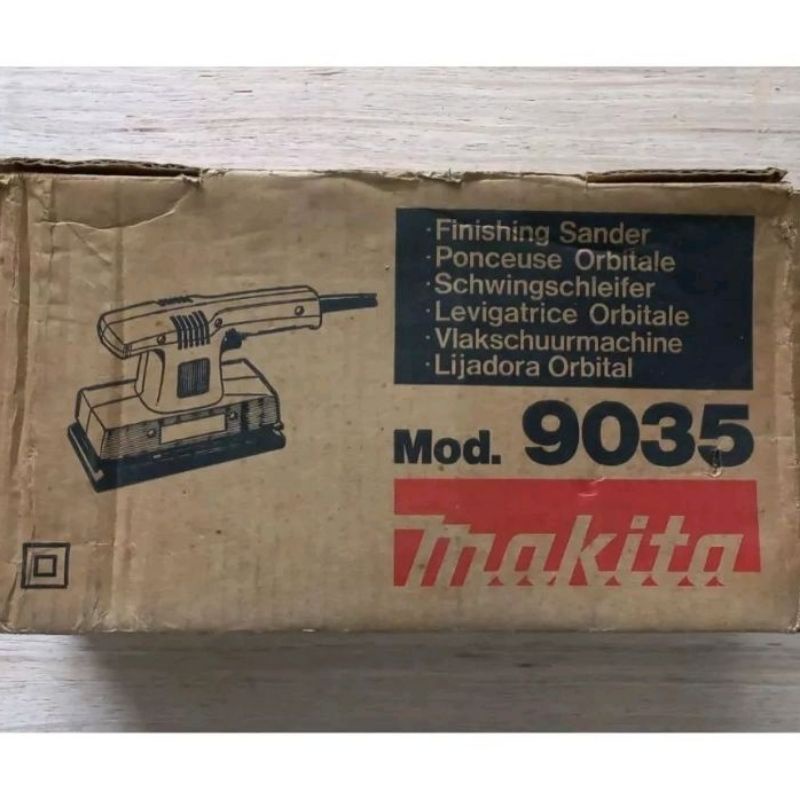 ·Finishing Sander
·Ponceuse Orbitale
·Schwingschleifer
·Levigatrice Orbitale
·Vlakschuurmachine
·Lijadora Orbital
Mod. 9035
makita